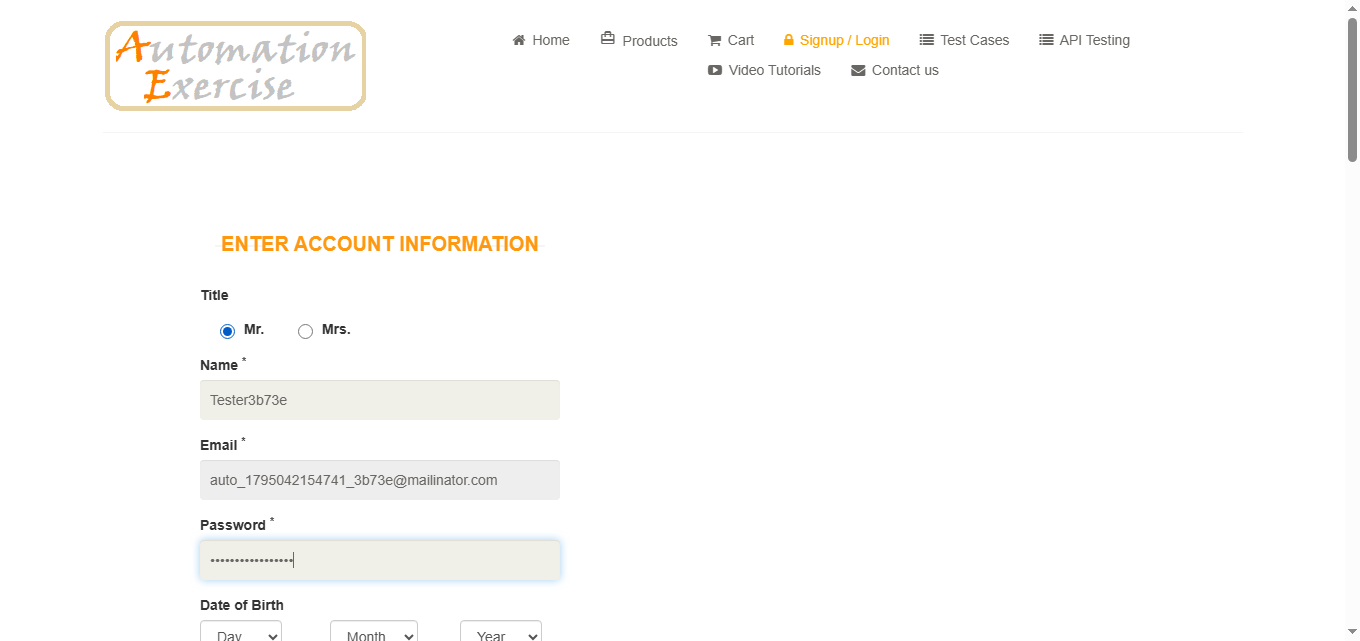 Automation
Exercise
Home
Products
Cart
Signup / Login
Test Cases
API Testing
Video Tutorials
Contact us
ENTER ACCOUNT INFORMATION
Title
Mr.
Mrs.
Name *
Tester3b73e
Email *
auto_1795042154741_3b73e@mailinator.com
Password *
•••••••••••••••••
Date of Birth
Day
Month
Year